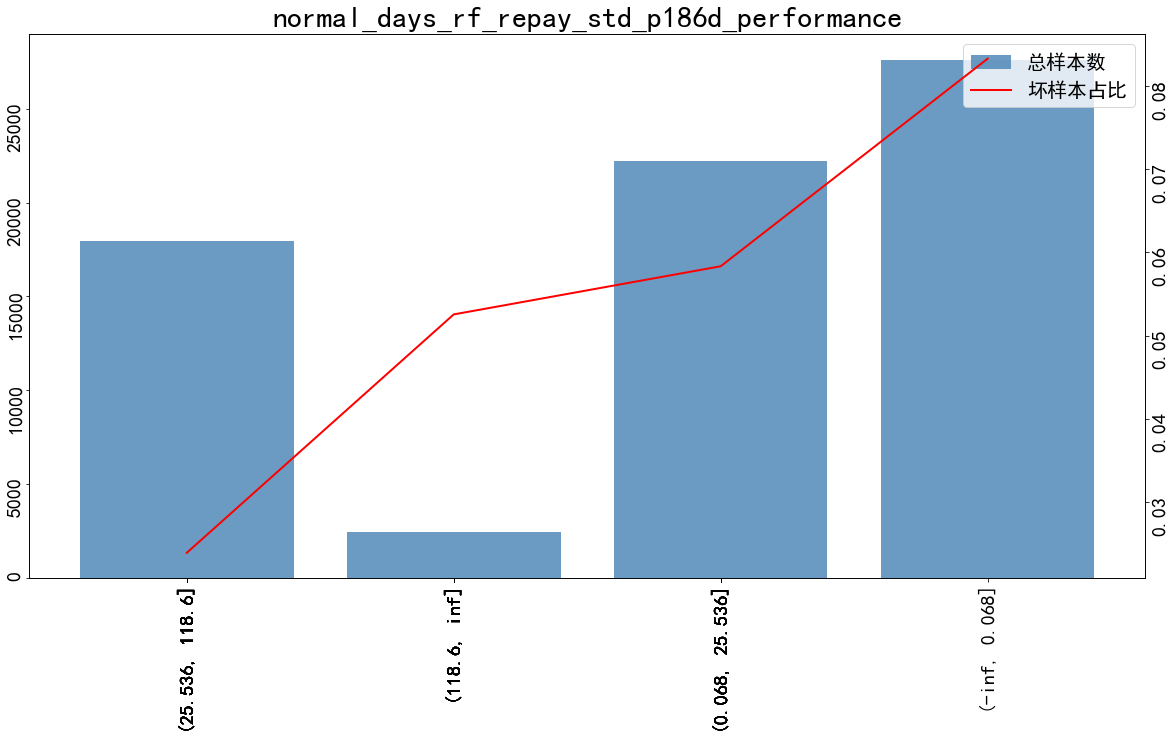 normal_days_rf_repay_std_p186d_performance
总样本数
坏样本占比
25000
20000
15000
10000
5000
0
0.08
0.07
0.06
0.05
0.04
0.03
(25.536, 118.6]
(118.6, inf]
(0.068, 25.536]
(-inf, 0.068]